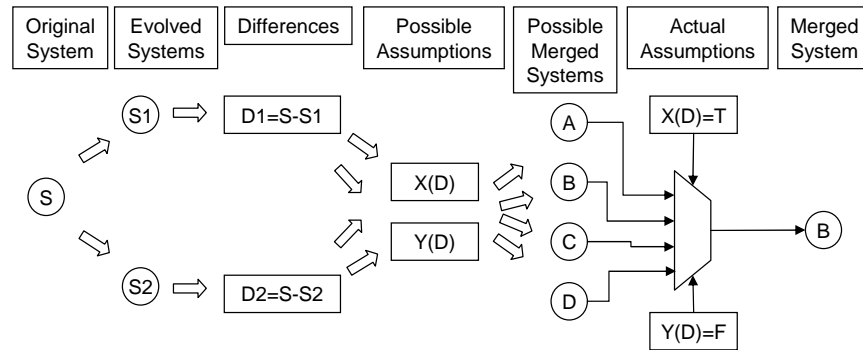 Original
System
Evolved
Systems
Differences
Possible
Assumptions
Possible
Merged
Systems
Actual
Assumptions
Merged
System
S
S1
S2
D1=S-S1
D2=S-S2
X(D)
Y(D)
A
B
C
D
X(D)=T
Y(D)=F
B